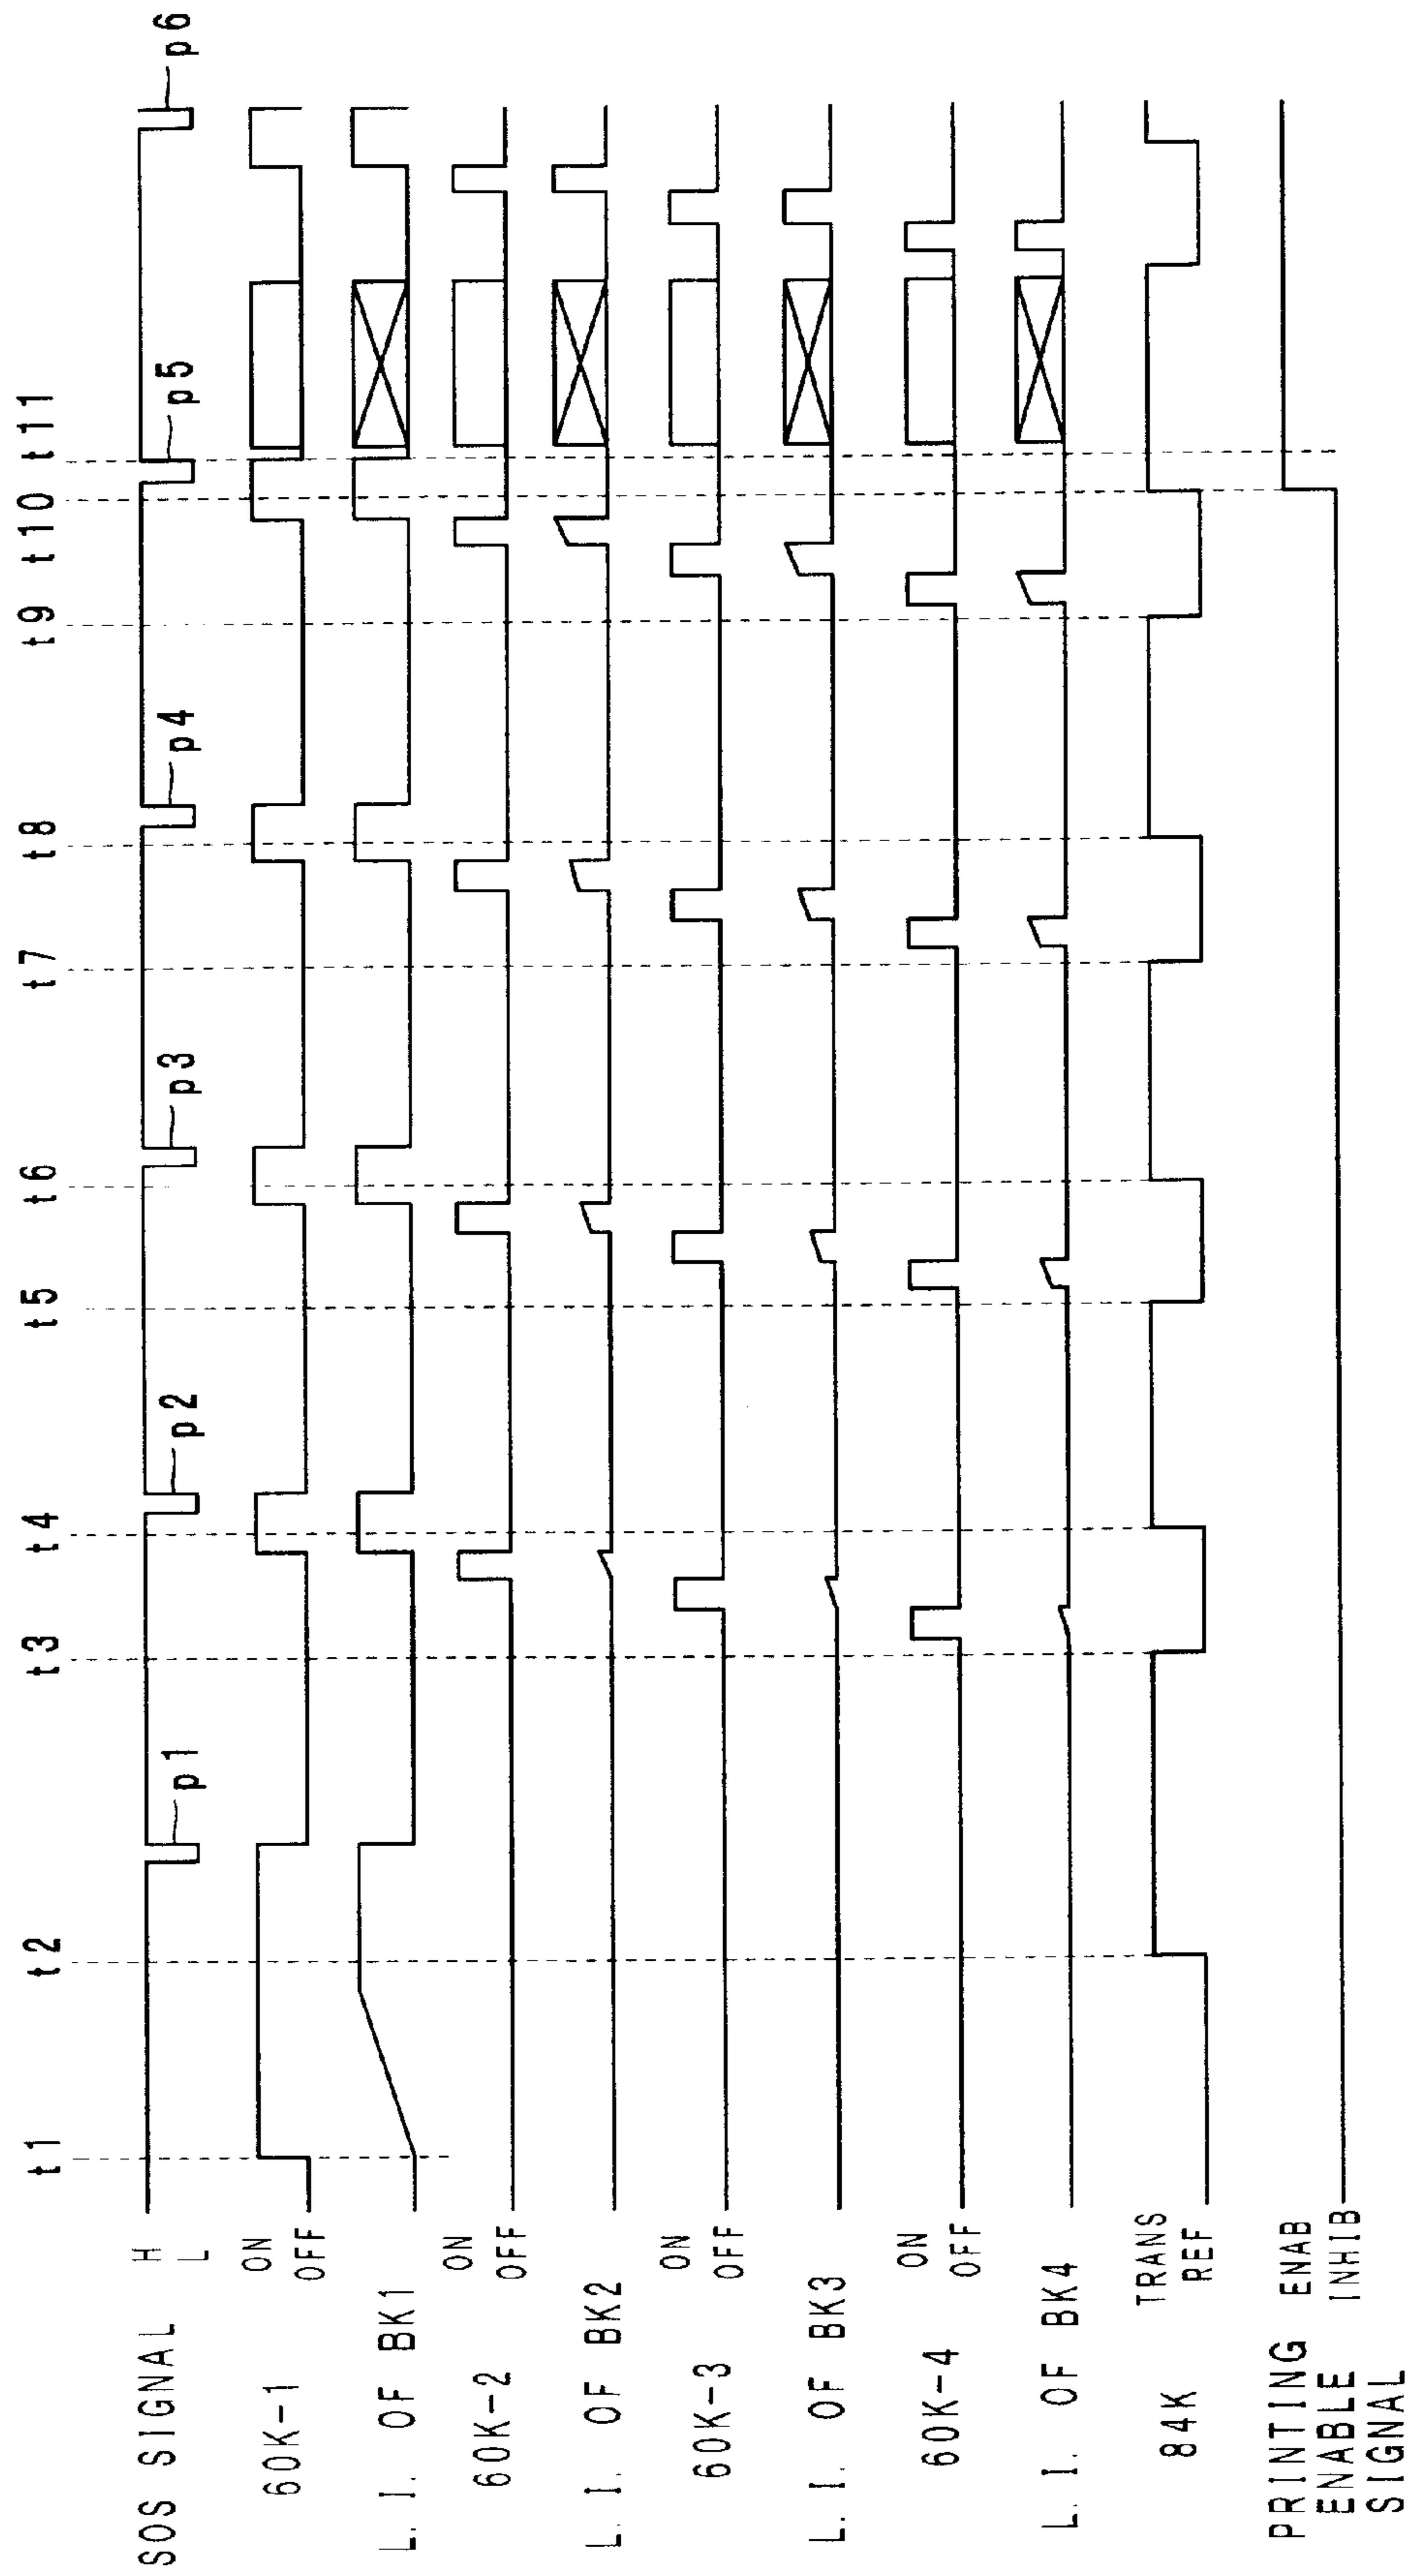 t1 t2 t3 t4 t5 t6 t7 t8 t9 t10 t11
SOS SIGNAL H
L
p1 p2 p3 p4 p5 p6
60K-1 ON
OFF
L. I. OF BK1
60K-2 ON
OFF
L. I. OF BK2
60K-3 ON
OFF
L. I. OF BK3
60K-4 ON
OFF
L. I. OF BK4
84K TRANS
REF
PRINTING ENAB
ENABLE INHIB
SIGNAL